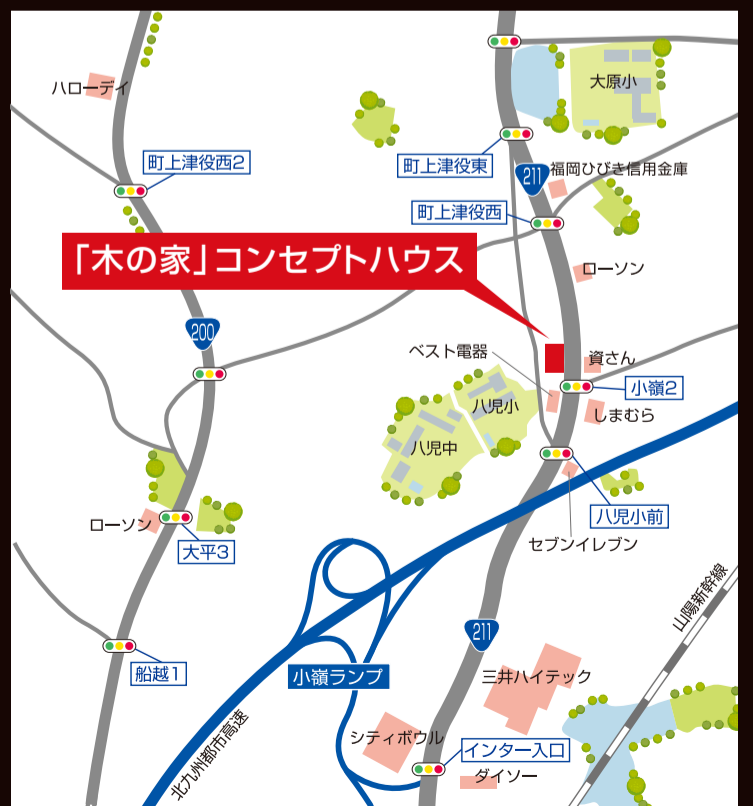 ハローデイ
大原小
町上津役西2
町上津役東
211
福岡ひびき信用金庫
町上津役西
「木の家」コンセプトハウス
ローソン
200
ベスト電器
資さん
小嶺2
八児小
しまむら
八児中
ローソン
八児小前
大平3
セブンイレブン
山陽新幹線
211
船越1
小嶺ランプ
三井ハイテック
北九州都市高速
シティボウル
インター入口
ダイソー